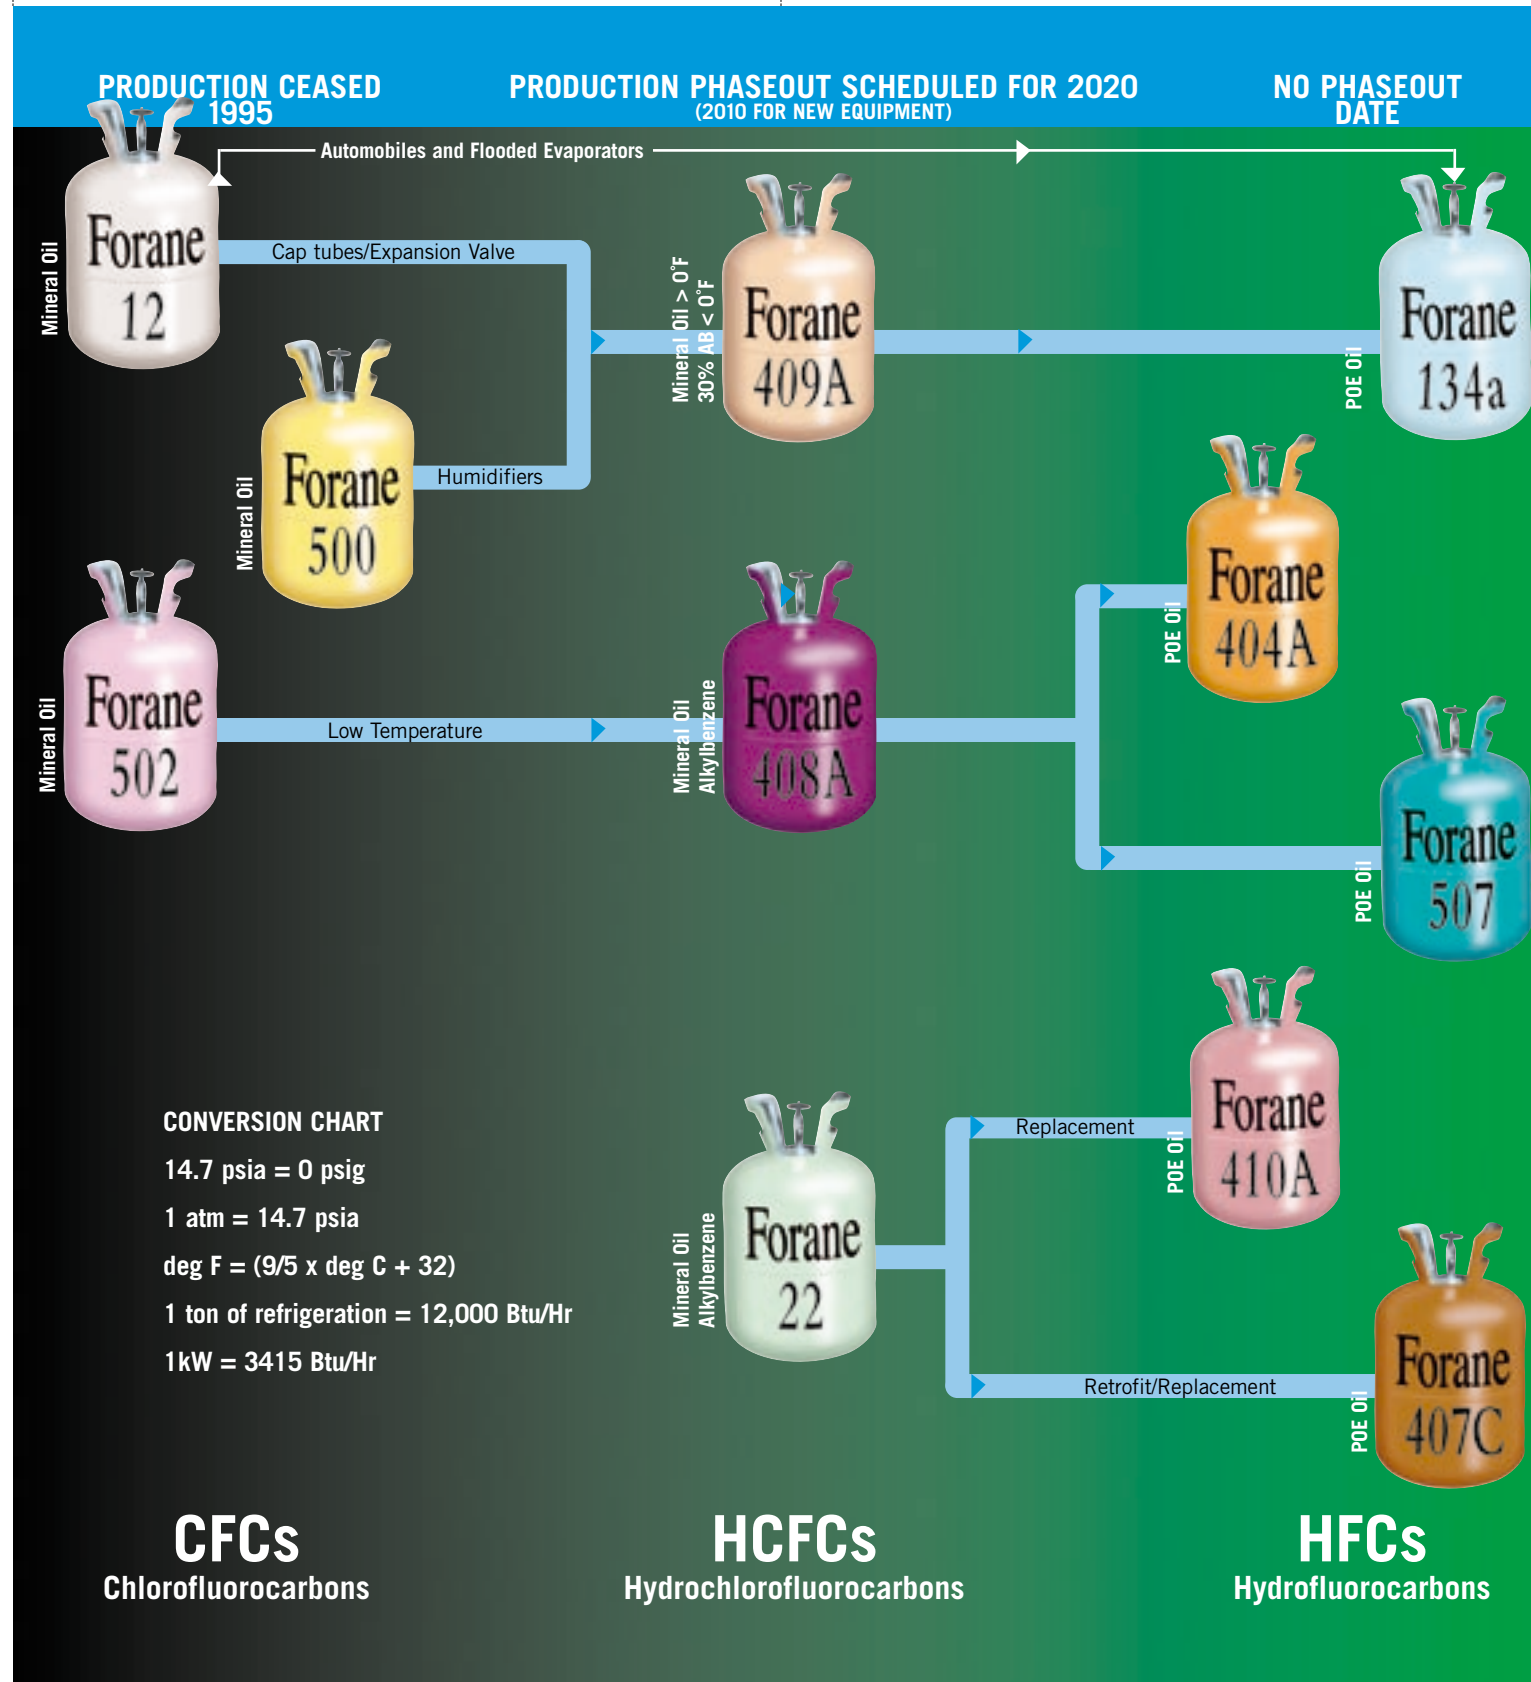 PRODUCTION CEASED
1995
PRODUCTION PHASEOUT SCHEDULED FOR 2020
(2010 FOR NEW EQUIPMENT)
NO PHASEOUT
DATE
Automobiles and Flooded Evaporators
Mineral Oil
Forane
12
Cap tubes/Expansion Valve
Mineral Oil > 0°F
30% AB < 0°F
Forane
409A
POE Oil
Forane
134a
Mineral Oil
Forane
500
Humidifiers
POE Oil
Forane
404A
Mineral Oil
Forane
502
Low Temperature
Mineral Oil
Alkylbenzene
Forane
408A
POE Oil
Forane
507
CONVERSION CHART
14.7 psia = 0 psig
1 atm = 14.7 psia
deg F = (9/5 x deg C + 32)
1 ton of refrigeration = 12,000 Btu/Hr
1kW = 3415 Btu/Hr
Mineral Oil
Alkylbenzene
Forane
22
Replacement
POE Oil
Forane
410A
Retrofit/Replacement
POE Oil
Forane
407C
CFCs
Chlorofluorocarbons
HCFCs
Hydrochlorofluorocarbons
HFCs
Hydrofluorocarbons